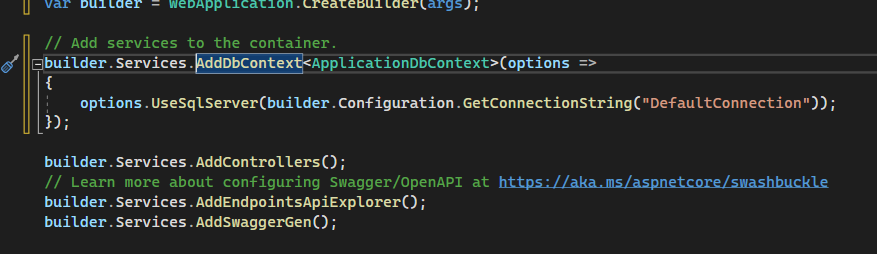 var builder = WebApplication.CreateBuilder(args);
// Add services to the container.
builder.Services.AddDbContext<ApplicationDbContext>(options =>
{
options.UseSqlServer(builder.Configuration.GetConnectionString("DefaultConnection"));
});
builder.Services.AddControllers();
// Learn more about configuring Swagger/OpenAPI at https://aka.ms/aspnetcore/swashbuckle
builder.Services.AddEndpointsApiExplorer();
builder.Services.AddSwaggerGen();